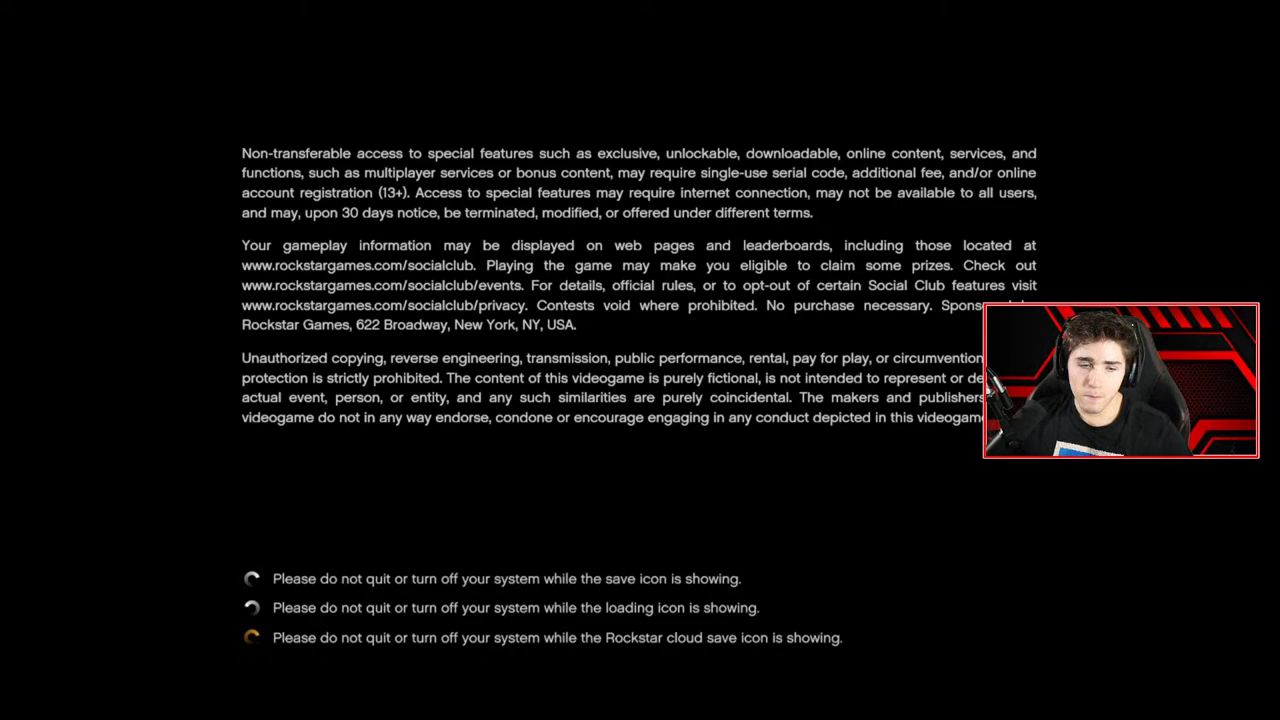 Non-transferable access to special features such as exclusive, unlockable, downloadable, online content, services, and
functions, such as multiplayer services or bonus content, may require single-use serial code, additional fee, and/or online
account registration (13+). Access to special features may require internet connection, may not be available to all users,
and may, upon 30 days notice, be terminated, modified, or offered under different terms.
Your gameplay information may be displayed on web pages and leaderboards, including those located at
www.rockstargames.com/socialclub. Playing the game may make you eligible to claim some prizes. Check out
www.rockstargames.com/socialclub/events. For details, official rules, or to opt-out of certain Social Club features visit
www.rockstargames.com/socialclub/privacy. Contests void where prohibited. No purchase necessary.
Rockstar Games, 622 Broadway, New York, NY, USA.
Unauthorized copying, reverse engineering, transmission, public performance, rental, pay for play, or circumvention
protection is strictly prohibited. The content of this videogame is purely fictional, is not intended to represent or
actual event, person, or entity, and any such similarities are purely coincidental. The makers and publishers
videogame do not in any way endorse, condone or encourage engaging in any conduct depicted in this videogame
Please do not quit or turn off your system while the save icon is showing.
Please do not quit or turn off your system while the loading icon is showing.
Please do not quit or turn off your system while the Rockstar cloud save icon is showing.